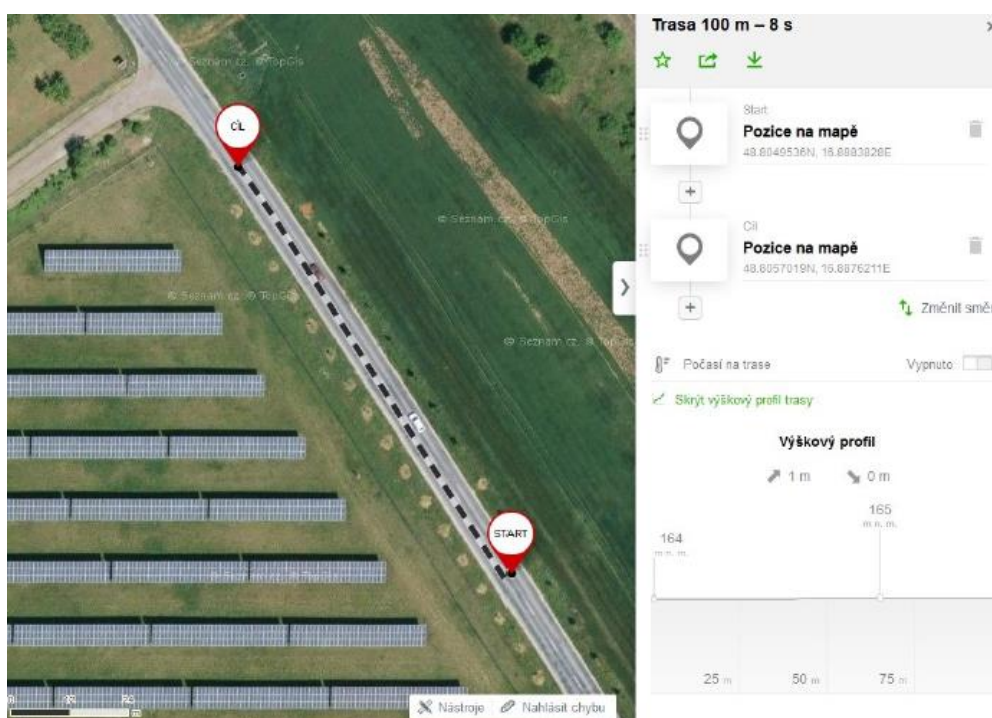 © Seznam.cz, © TopGis
CÍL
© Seznam.cz, © TopGis
© Seznam.cz, © TopGis
© Seznam.cz, © TopGis
START
Nástroje
Nahlásit chybu
Trasa 100 m – 8 s
Start
Pozice na mapě
48.8049536N, 16.8883828E
Cíl
Pozice na mapě
48.8057019N, 16.8876211E
Změnit směr
Počasí na trase Vypnuto
Skrýt výškový profil trasy
Výškový profil
1 m 0 m
165
m n. m.
164
m n. m.
25 m 50 m 75 m